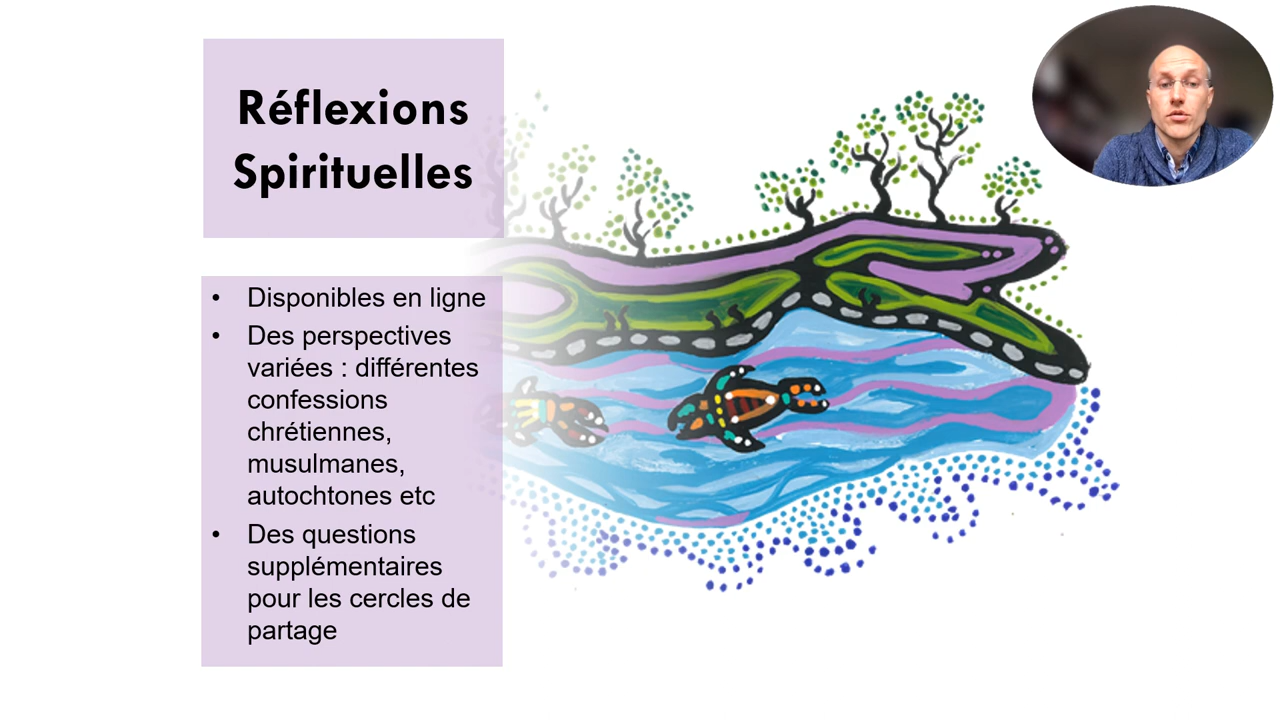 Réflexions
Spirituelles
• Disponibles en ligne
• Des perspectives
variées : différentes
confessions
chrétiennes,
musulmanes,
autochtones etc
• Des questions
supplémentaires
pour les cercles de
partage